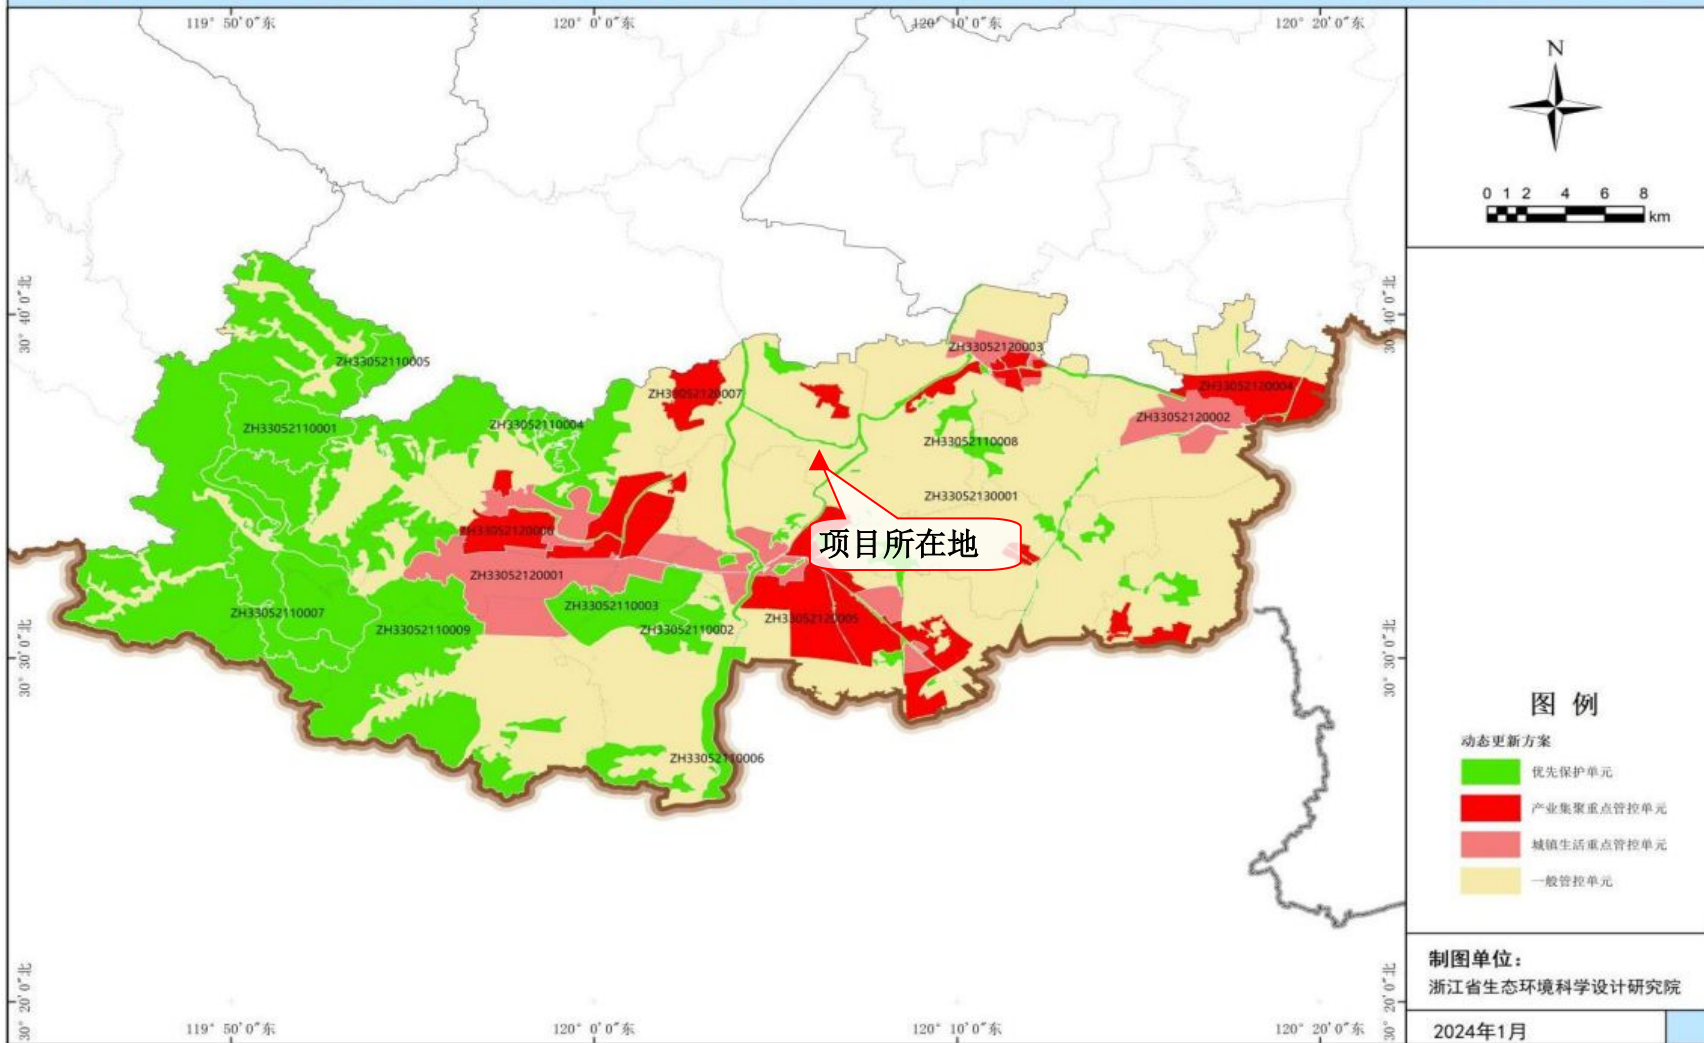 119° 50′0″东
120° 0′0″东
120° 10′0″东
120° 20′0″东
N
0 1 2 4 6 8
km
30° 40′0″北
30° 40′0″北
ZH33052120003
ZH33052110005
ZH33052120004
ZH33052120007
ZH33052120002
ZH33052110001
ZH33052110004
ZH33052110008
ZH33052130001
ZH33052120006
项目所在地
ZH33052120001
ZH33052110007
ZH33052110003
ZH33052120005
ZH33052110009
ZH33052110002
30° 30′0″北
30° 30′0″北
ZH33052110006
图 例
动态更新方案
优先保护单元
产业集聚重点管控单元
城镇生活重点管控单元
一般管控单元
制图单位：
浙江省生态环境科学设计研究院
30° 20′0″北
30° 20′0″北
119° 50′0″东
120° 0′0″东
120° 10′0″东
120° 20′0″东
2024年1月